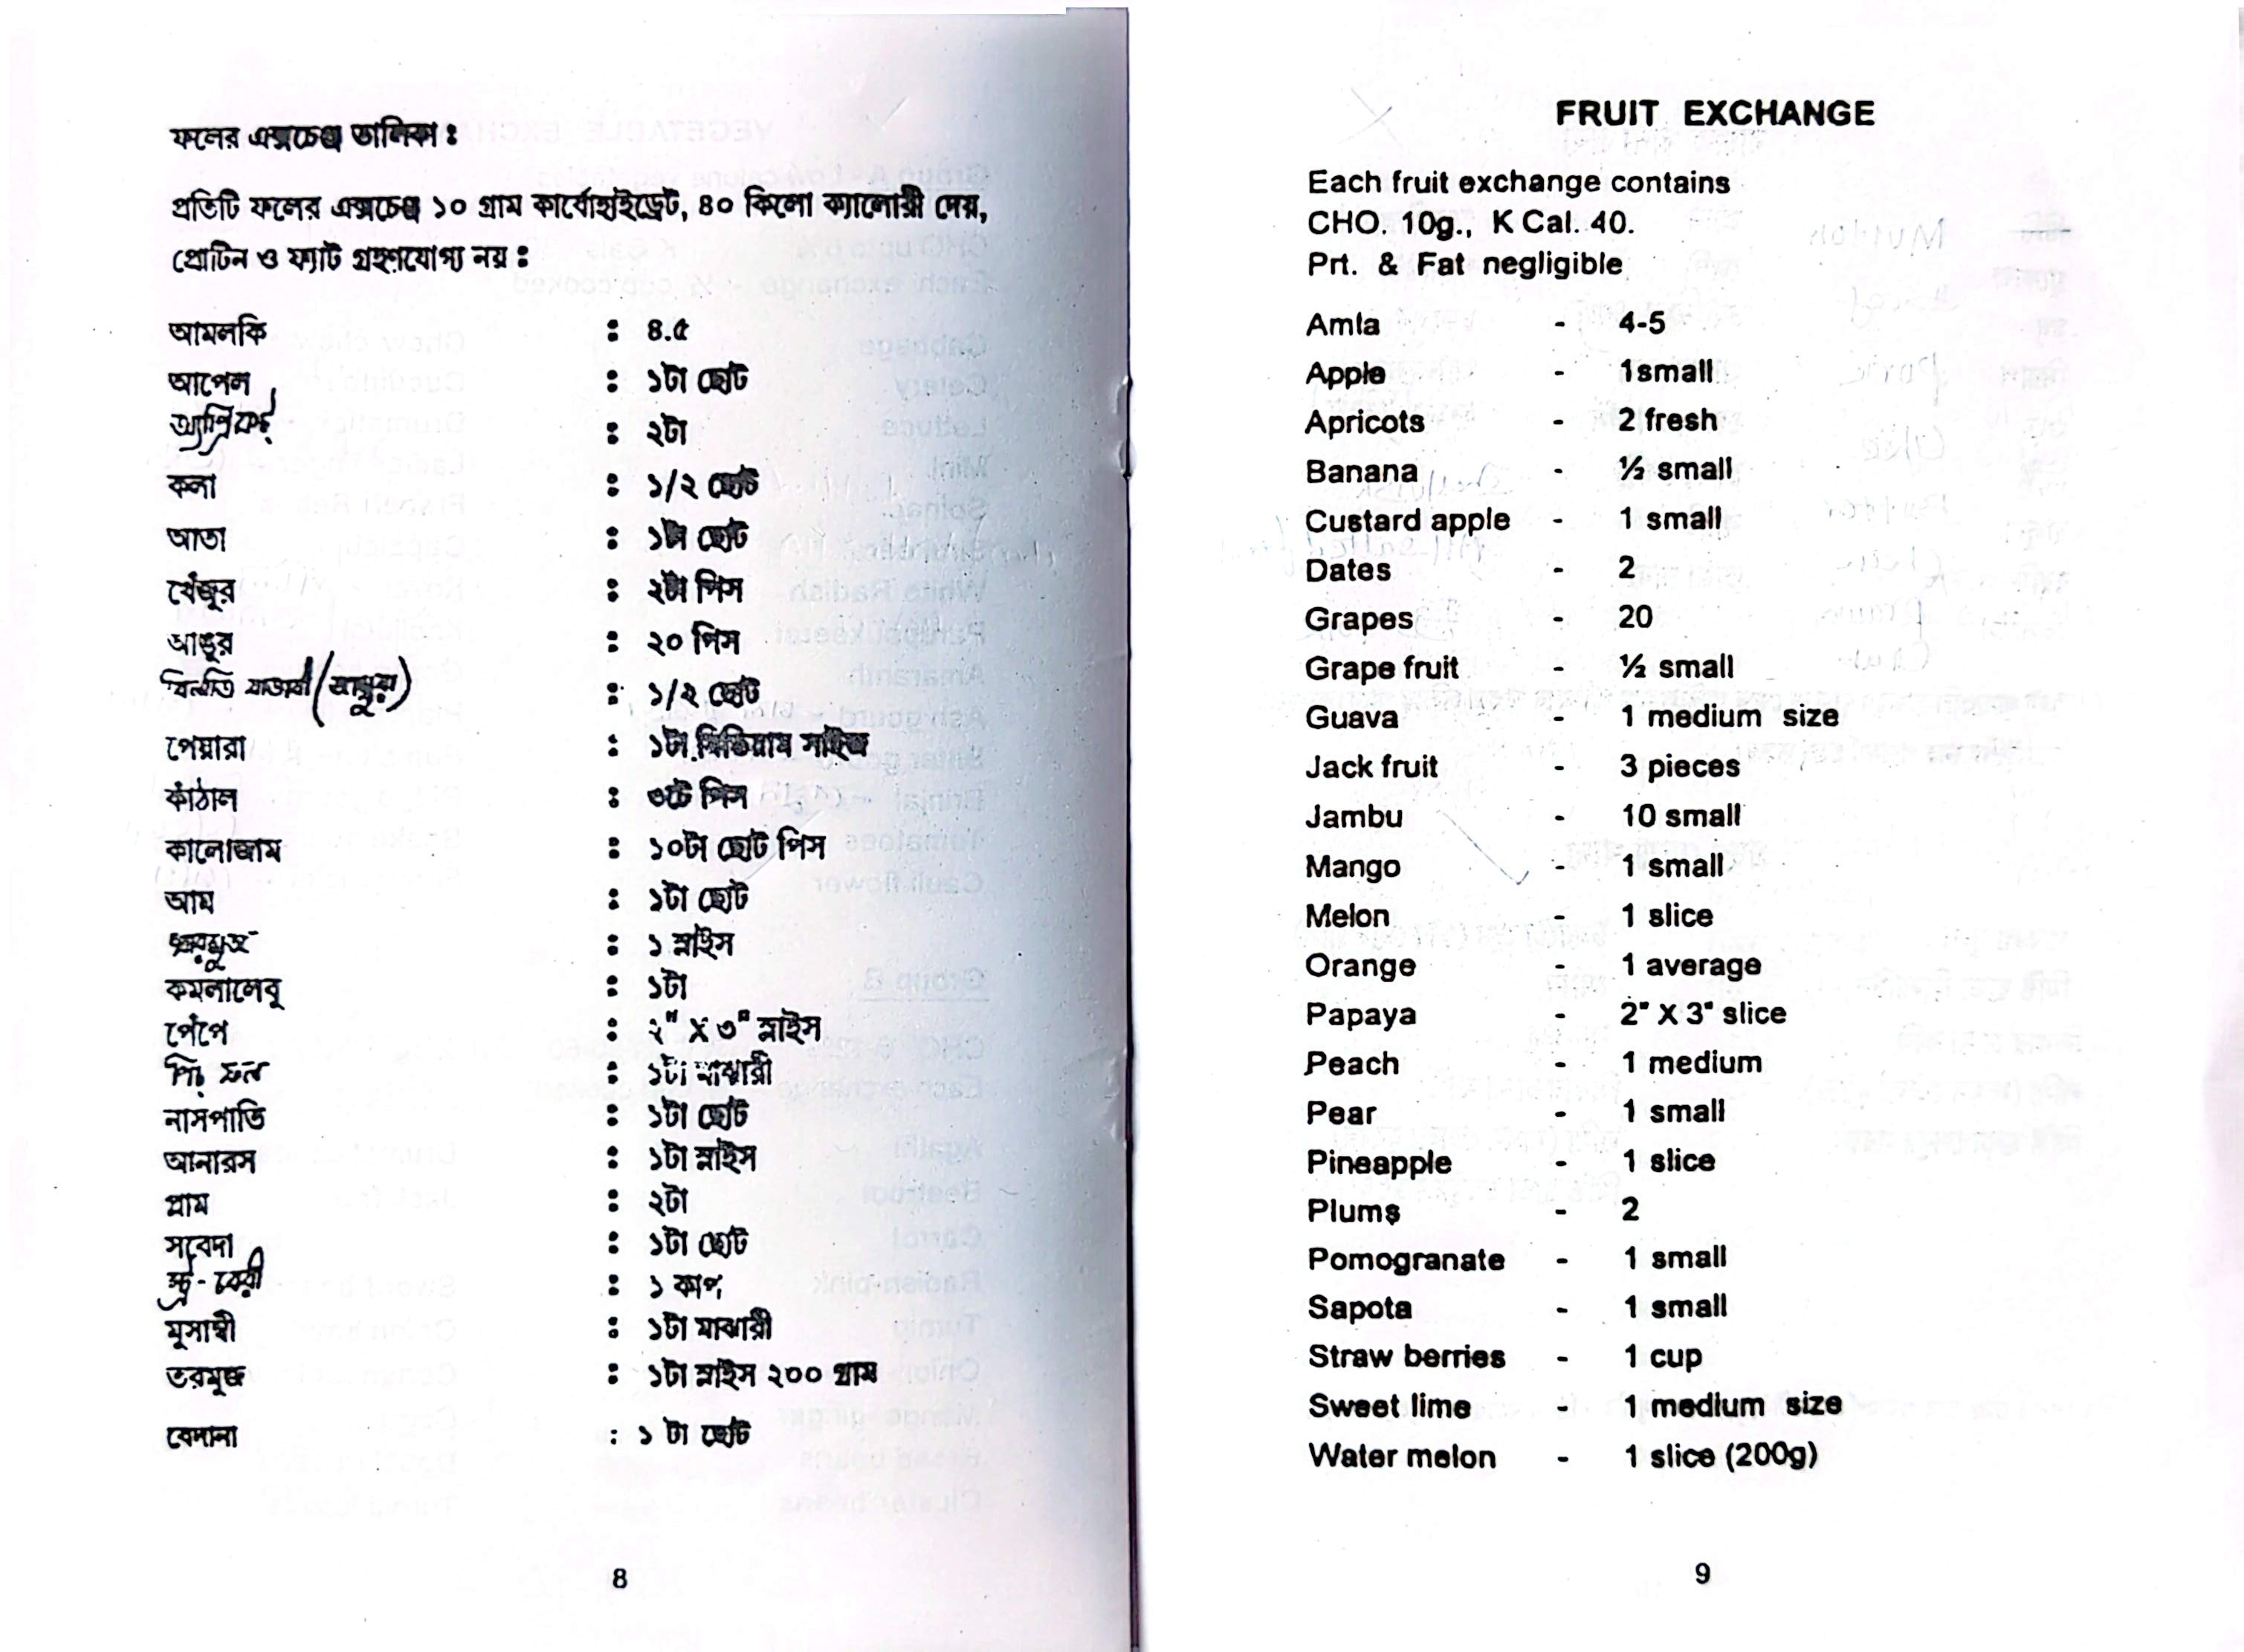 ফলের এক্সচেঞ্জ তালিকা :
প্রতিটি ফলের এক্সচেঞ্জ ১০ গ্রাম কার্বোহাইড্রেট, ৪০ কিলো ক্যালোরী দেয়,
প্রোটিন ও ফ্যাট গ্রহণযোগ্য নয় :
আমলকি : ৪.৫
আপেল : ১টা ছোট
অ্যাপ্রিকট্ : ২টা
কলা : ১/২ ছোট
আতা : ১টা ছোট
খেঁজুর : ২টা পিস
আঙুর : ২০ পিস
বিলাতি বাতাবী (আঙ্গুর) : ১/২ ছোট
পেয়ারা : ১টা মিডিয়াম সাইজ
কাঁঠাল : ৩টে পিস
কালোজাম : ১০টা ছোট পিস
আম : ১টা ছোট
খরমুজ : ১ স্লাইস
কমলালেবু : ১টা
পেঁপে : ২" X ৩" স্লাইস
পিচ্ ফল : ১টা মাঝারী
নাসপাতি : ১টা ছোট
আনারস : ১টা স্লাইস
প্লাম : ২টা
সবেদা : ১টা ছোট
স্ট্র-বেরী : ১ কাপ
মুসাম্বী : ১টা মাঝারী
তরমুজ : ১টা স্লাইস ২০০ গ্রাম
বেদানা : ১ টা ছোট
8
FRUIT EXCHANGE
Each fruit exchange contains
CHO. 10g., K Cal. 40.
Prt. & Fat negligible
Amla - 4-5
Apple - 1small
Apricots - 2 fresh
Banana - ½ small
Custard apple - 1 small
Dates - 2
Grapes - 20
Grape fruit - ½ small
Guava - 1 medium size
Jack fruit - 3 pieces
Jambu - 10 small
Mango - 1 small
Melon - 1 slice
Orange - 1 average
Papaya - 2" X 3" slice
Peach - 1 medium
Pear - 1 small
Pineapple - 1 slice
Plums - 2
Pomogranate - 1 small
Sapota - 1 small
Straw berries - 1 cup
Sweet lime - 1 medium size
Water melon - 1 slice (200g)
9